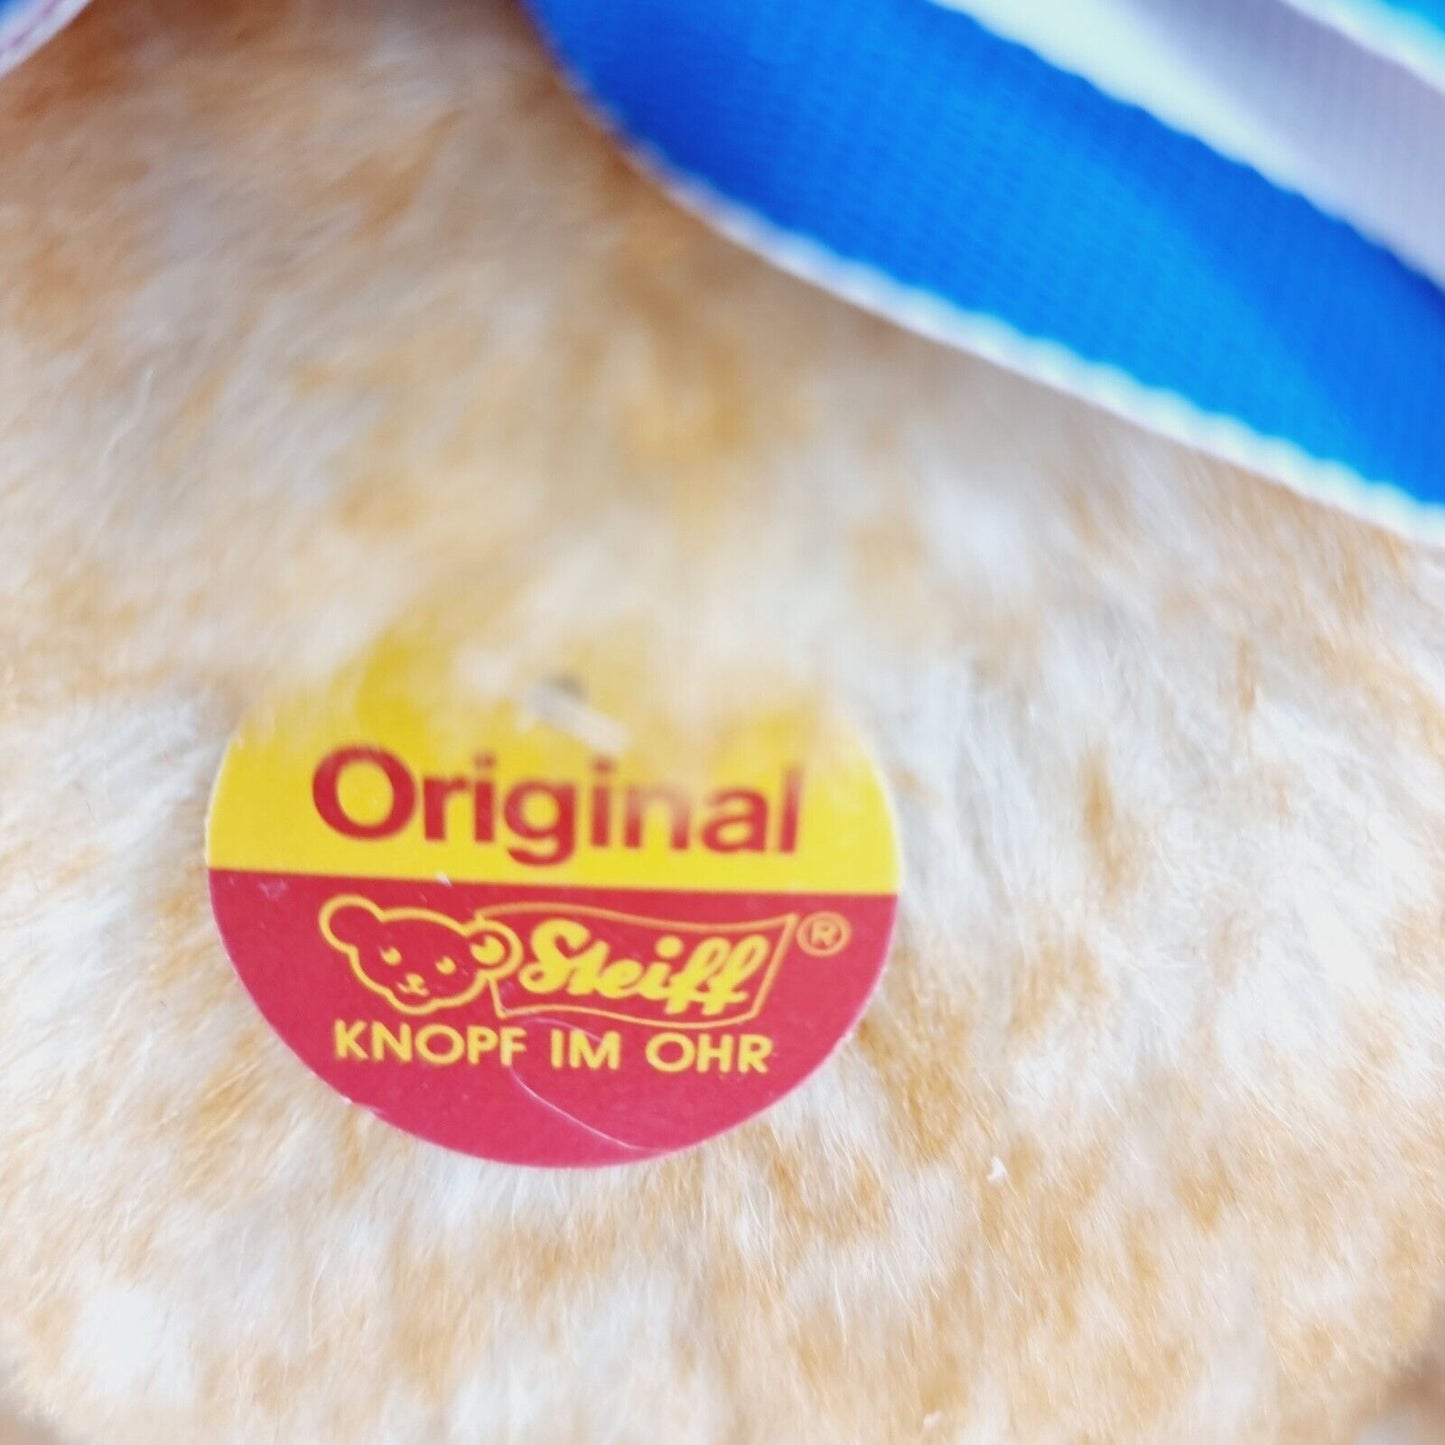 Original
Steiff ®
KNOPF IM OHR